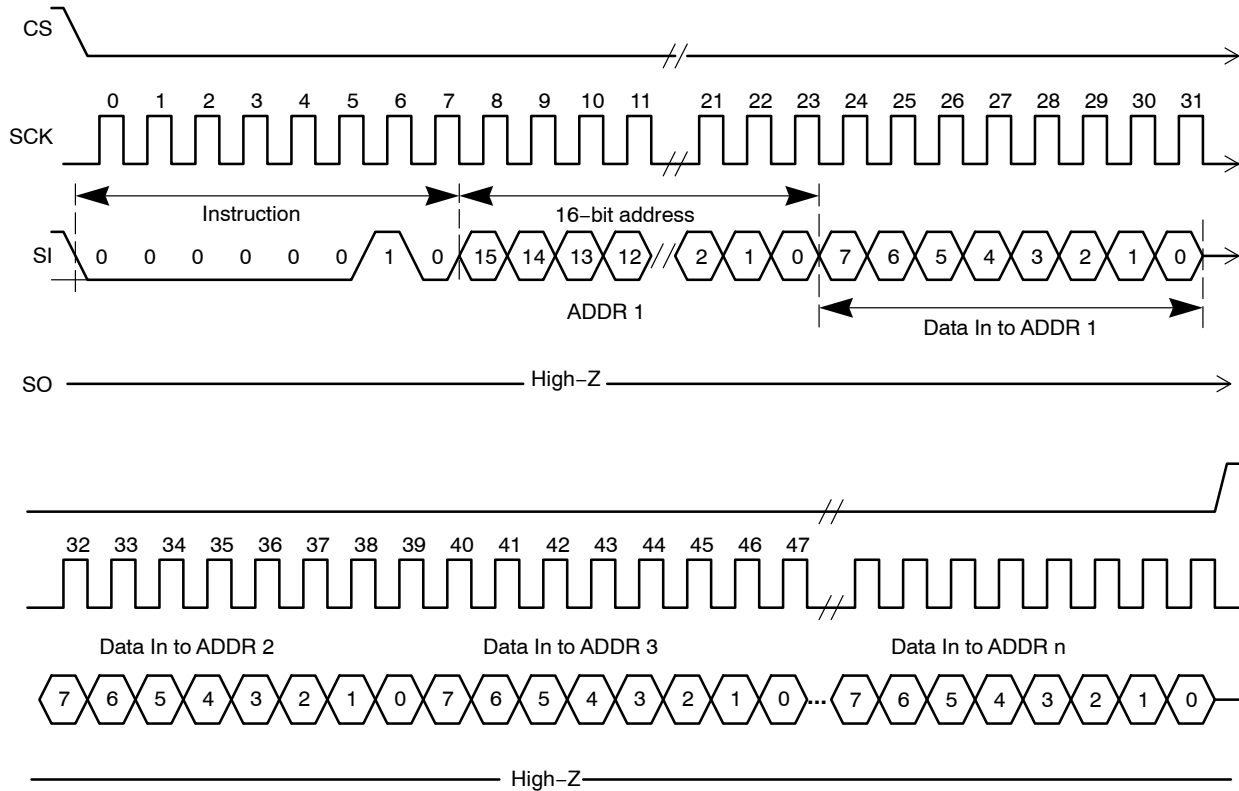 CS
0 1 2 3 4 5 6 7 8 9 10 11 21 22 23 24 25 26 27 28 29 30 31
SCK
Instruction 16−bit address
SI 0 0 0 0 0 0 1 0 15 14 13 12 2 1 0 7 6 5 4 3 2 1 0
ADDR 1
Data In to ADDR 1
SO High−Z
32 33 34 35 36 37 38 39 40 41 42 43 44 45 46 47
Data In to ADDR 2 Data In to ADDR 3 Data In to ADDR n
7 6 5 4 3 2 1 0 7 6 5 4 3 2 1 0 ... 7 6 5 4 3 2 1 0
High−Z